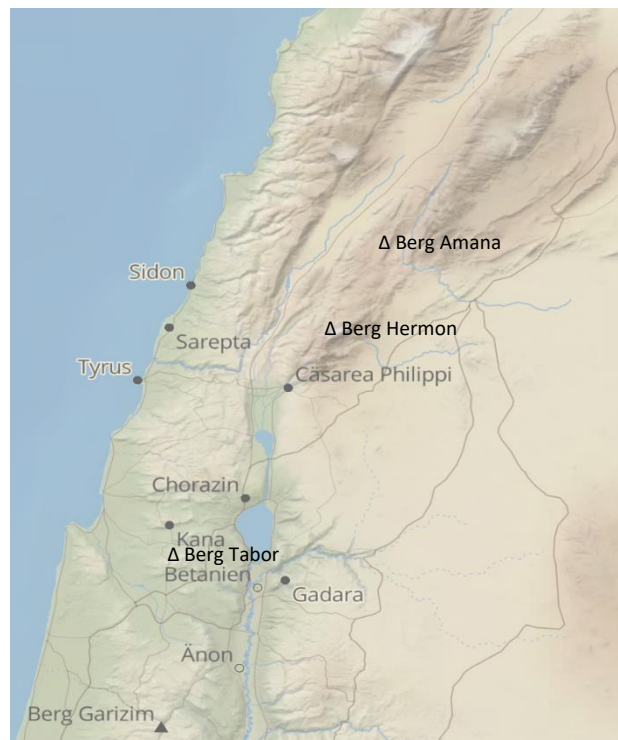 Δ Berg Amana
Sidon
Δ Berg Hermon
Sarepta
Tyrus
Cäsarea Philippi
Chorazin
Kana
Δ Berg Tabor
Betanien
Gadara
Änon
Berg Garizim